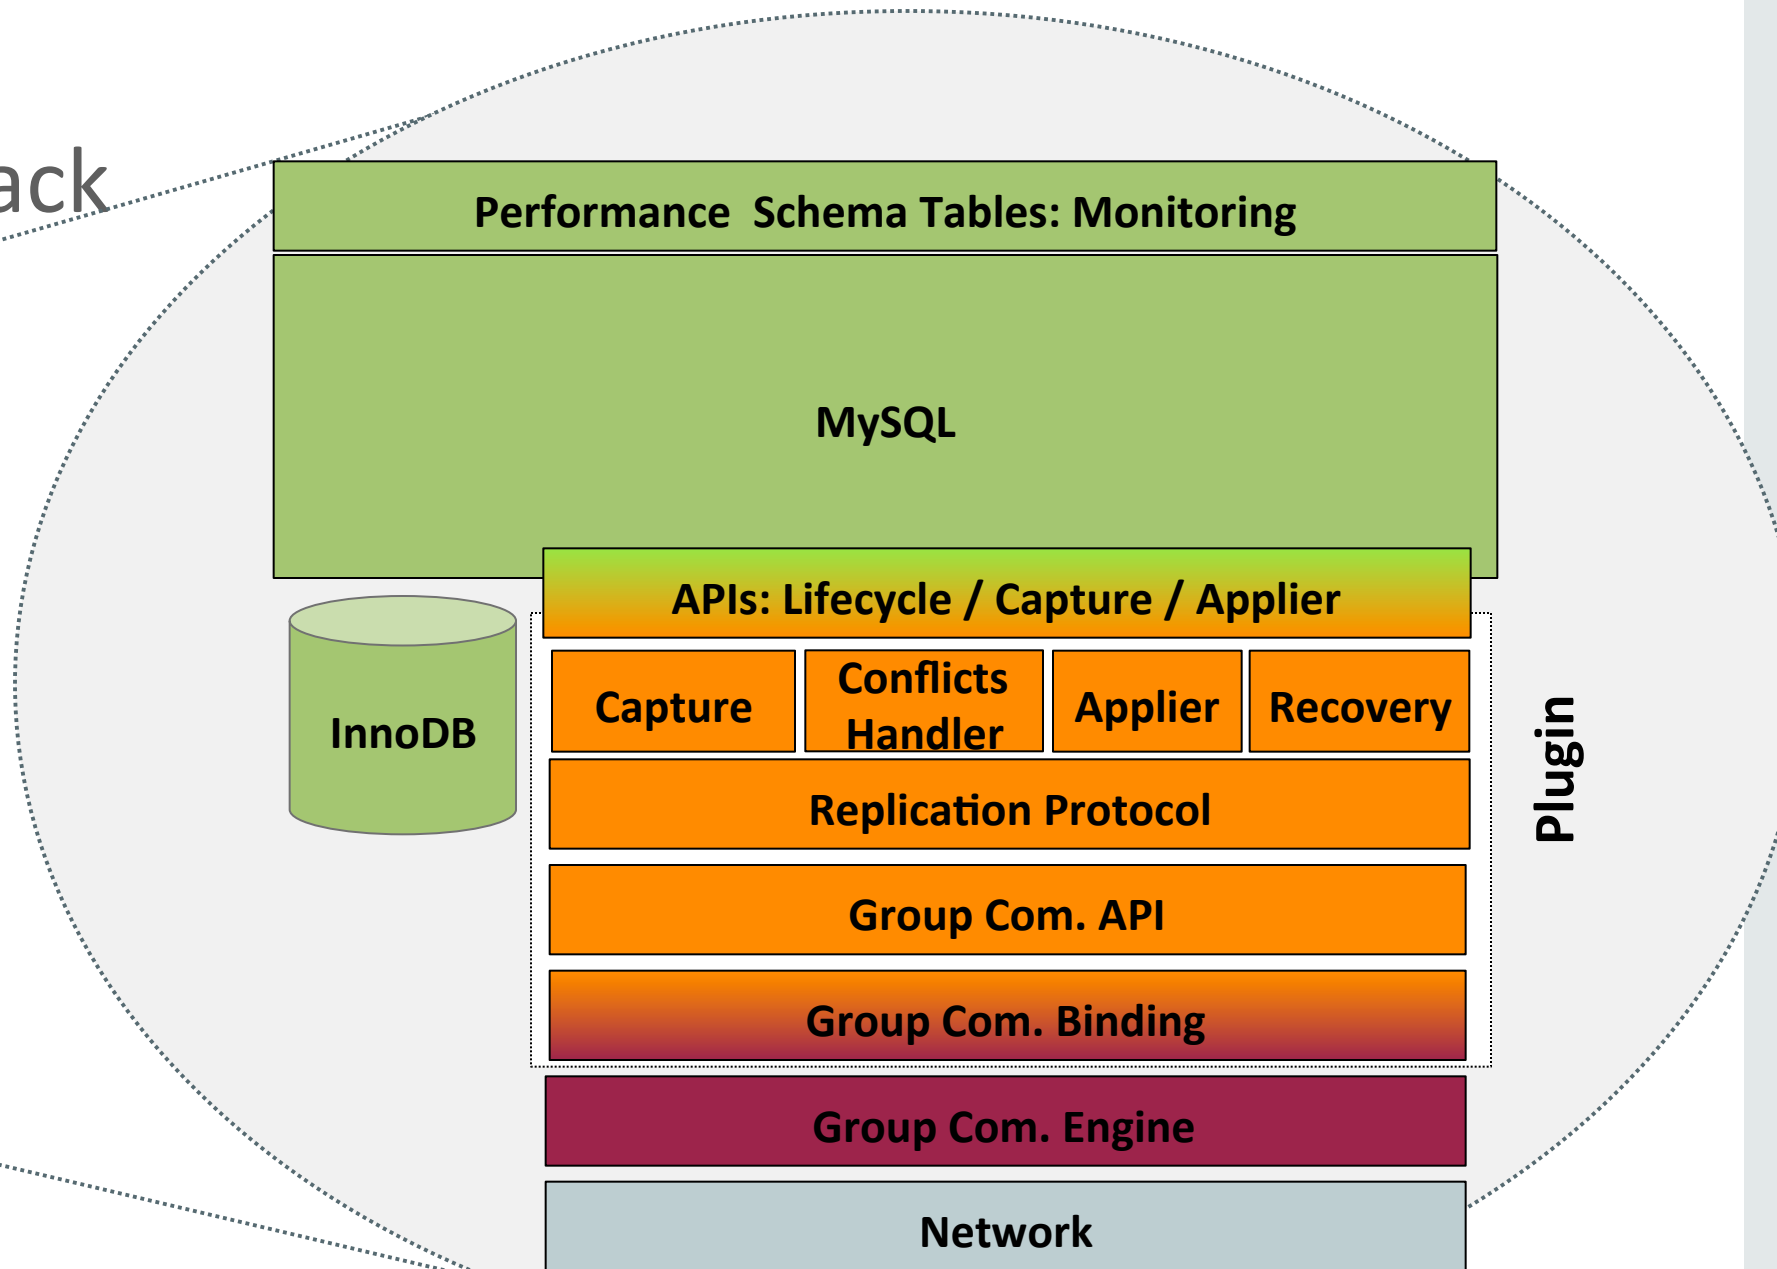 ack
Performance Schema Tables: Monitoring
MySQL
APIs: Lifecycle / Capture / Applier
Capture
Conflicts
Handler
Applier
Recovery
InnoDB
Plugin
Replication Protocol
Group Com. API
Group Com. Binding
Group Com. Engine
Network